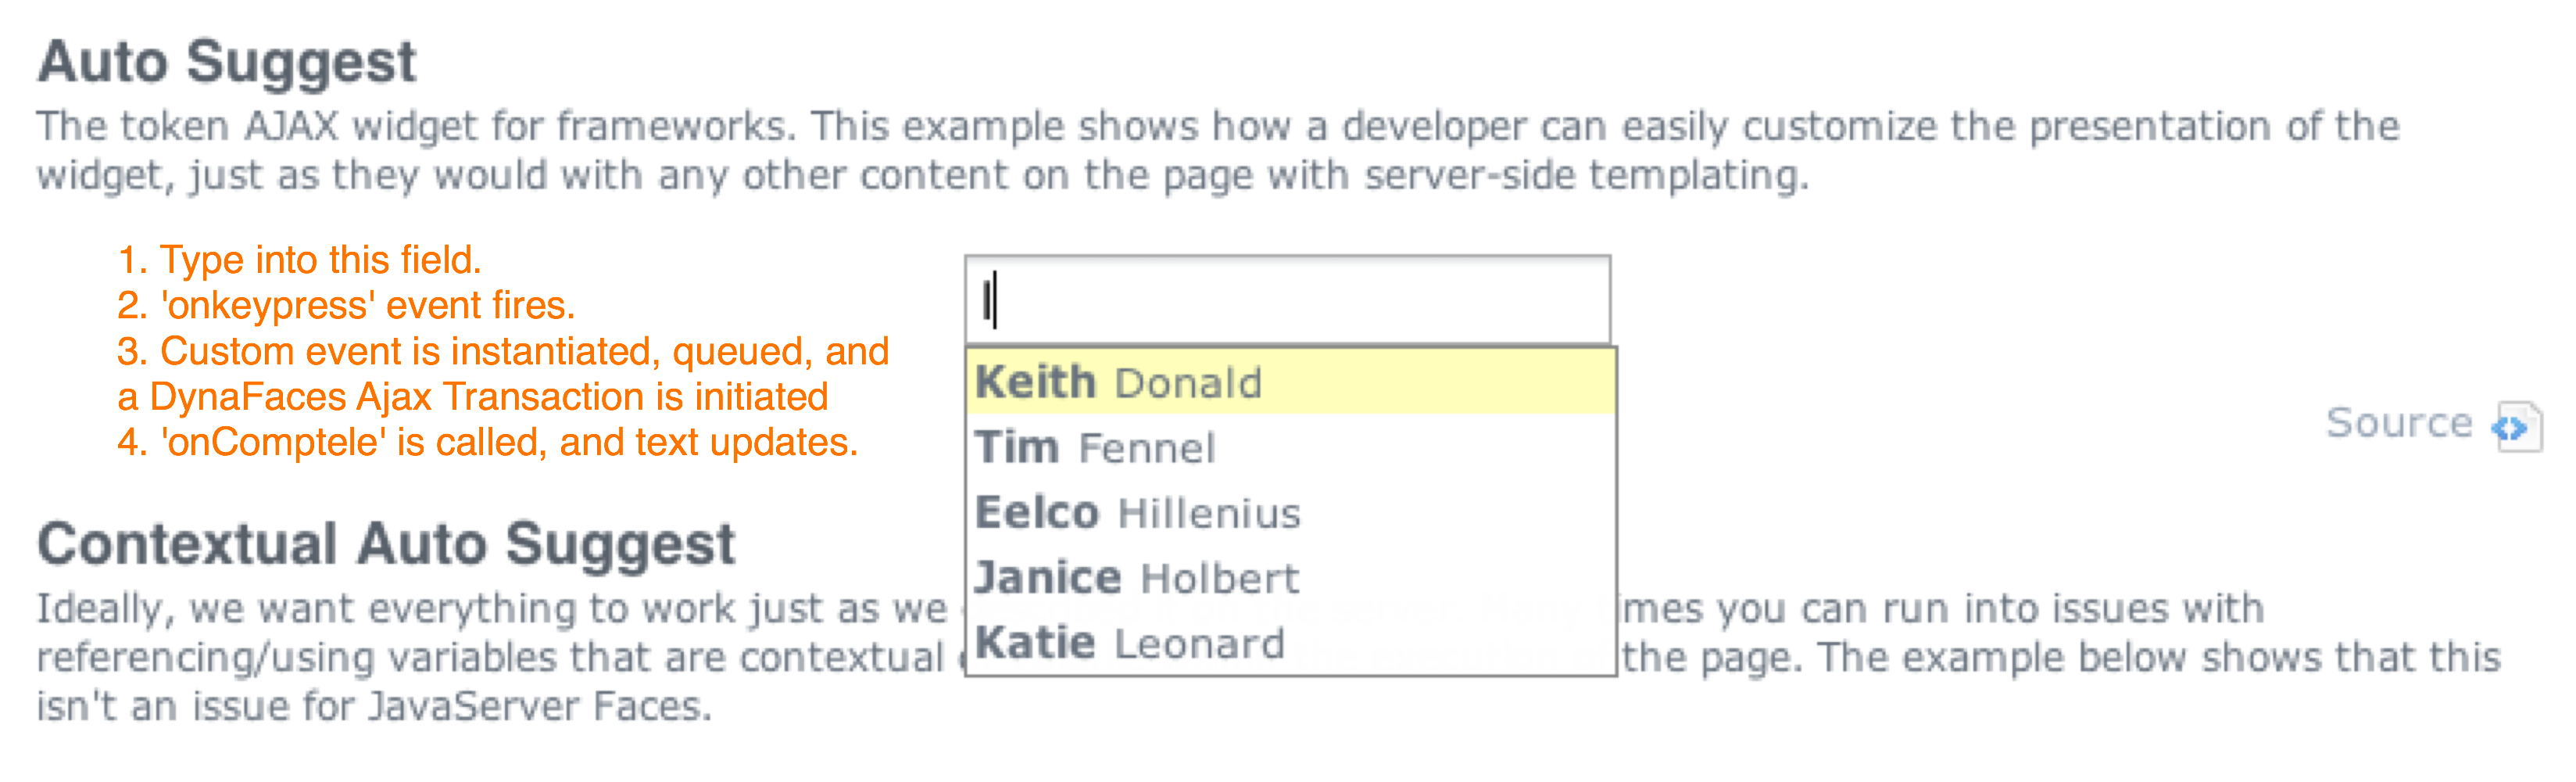 Auto Suggest
The token AJAX widget for frameworks. This example shows how a developer can easily customize the presentation of the
widget, just as they would with any other content on the page with server-side templating.
1. Type into this field.
2. 'onkeypress' event fires.
3. Custom event is instantiated, queued, and
a DynaFaces Ajax Transaction is initiated
4. 'onComptele' is called, and text updates.
l
Keith Donald
Tim Fennel
Eelco Hillenius
Janice Holbert
Katie Leonard
Source
Contextual Auto Suggest
Ideally, we want everything to work just as we imes you can run into issues with
referencing/using variables that are contextual the page. The example below shows that this
isn't an issue for JavaServer Faces.